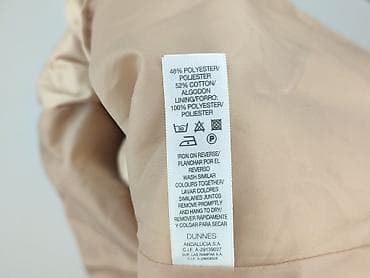 48% POLYESTER/
POLIESTER
52% COTTON/
ALGODON
LINING/FORRO:
100% POLYESTER/
POLIESTER
P
IRON ON REVERSE/
PLANCHAR POR EL
REVERSO
WASH SIMILAR
COLOURS TOGETHER/
LAVAR COLORES
SIMILARES JUNTOS
REMOVE PROMPTLY
AND HANG TO DRY/
REMOVER RAPIDAMENTE
Y COLGAR PARA SECAR
DUNNES
ANDALUCIA S.A.
C.I.F. A-29139027